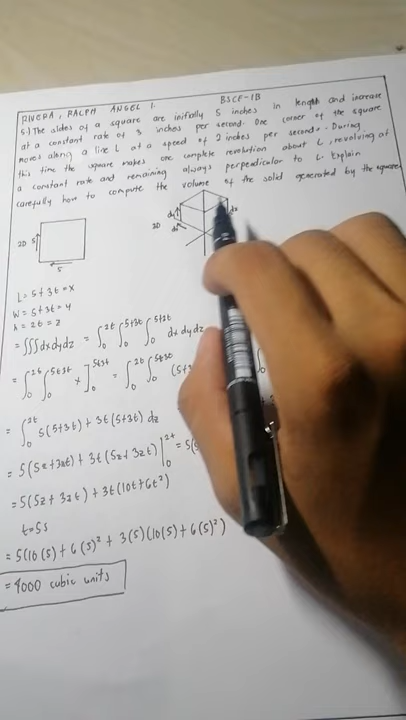 RIVERA, RALPH ANGEL I. BSCE-1B
5.) The sides of a square are initially 5 inches in length and increase
at a constant rate of 3 inches per second. One corner of the square
moves along a line L at a speed of 2 inches per second. During
this time the square makes one complete revolution about L, revolving at
a constant rate and remaining always perpendicular to L. Explain
carefully how to compute the volume of the solid generated by the square
2D 5
5
3D
dx
L = 5+3t = x
W = 5+3t = y
h = 2t = z
= ∫∫∫dxdydz = ∫₀^2t ∫₀^5+3t ∫₀^5+3t dx dy dz
= ∫₀^2t ∫₀^5+3t x ]₀^5+3t = ∫₀^2t ∫₀^5+3t (5+
= ∫₀^2t 5(5+3t) + 3t(5+3t) dz
= 5(5z+3zt) + 3t(5z+3zt) |₀^2t = 5(5
= 5(5z + 3zt) + 3t(10t+6t²)
t=5s
= 5(10(5) + 6(5)² + 3(5)(10(5) + 6(5)²)
= 4000 cubic units